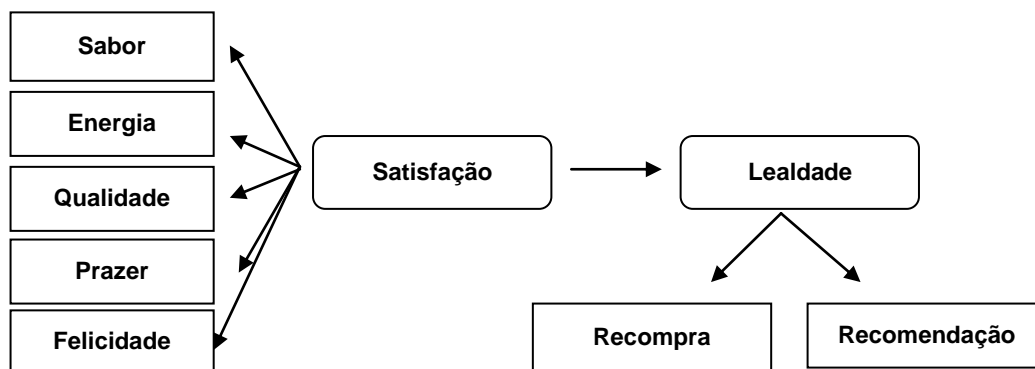 Sabor
Energia
Qualidade
Prazer
Felicidade
Satisfação
Lealdade
Recompra
Recomendação